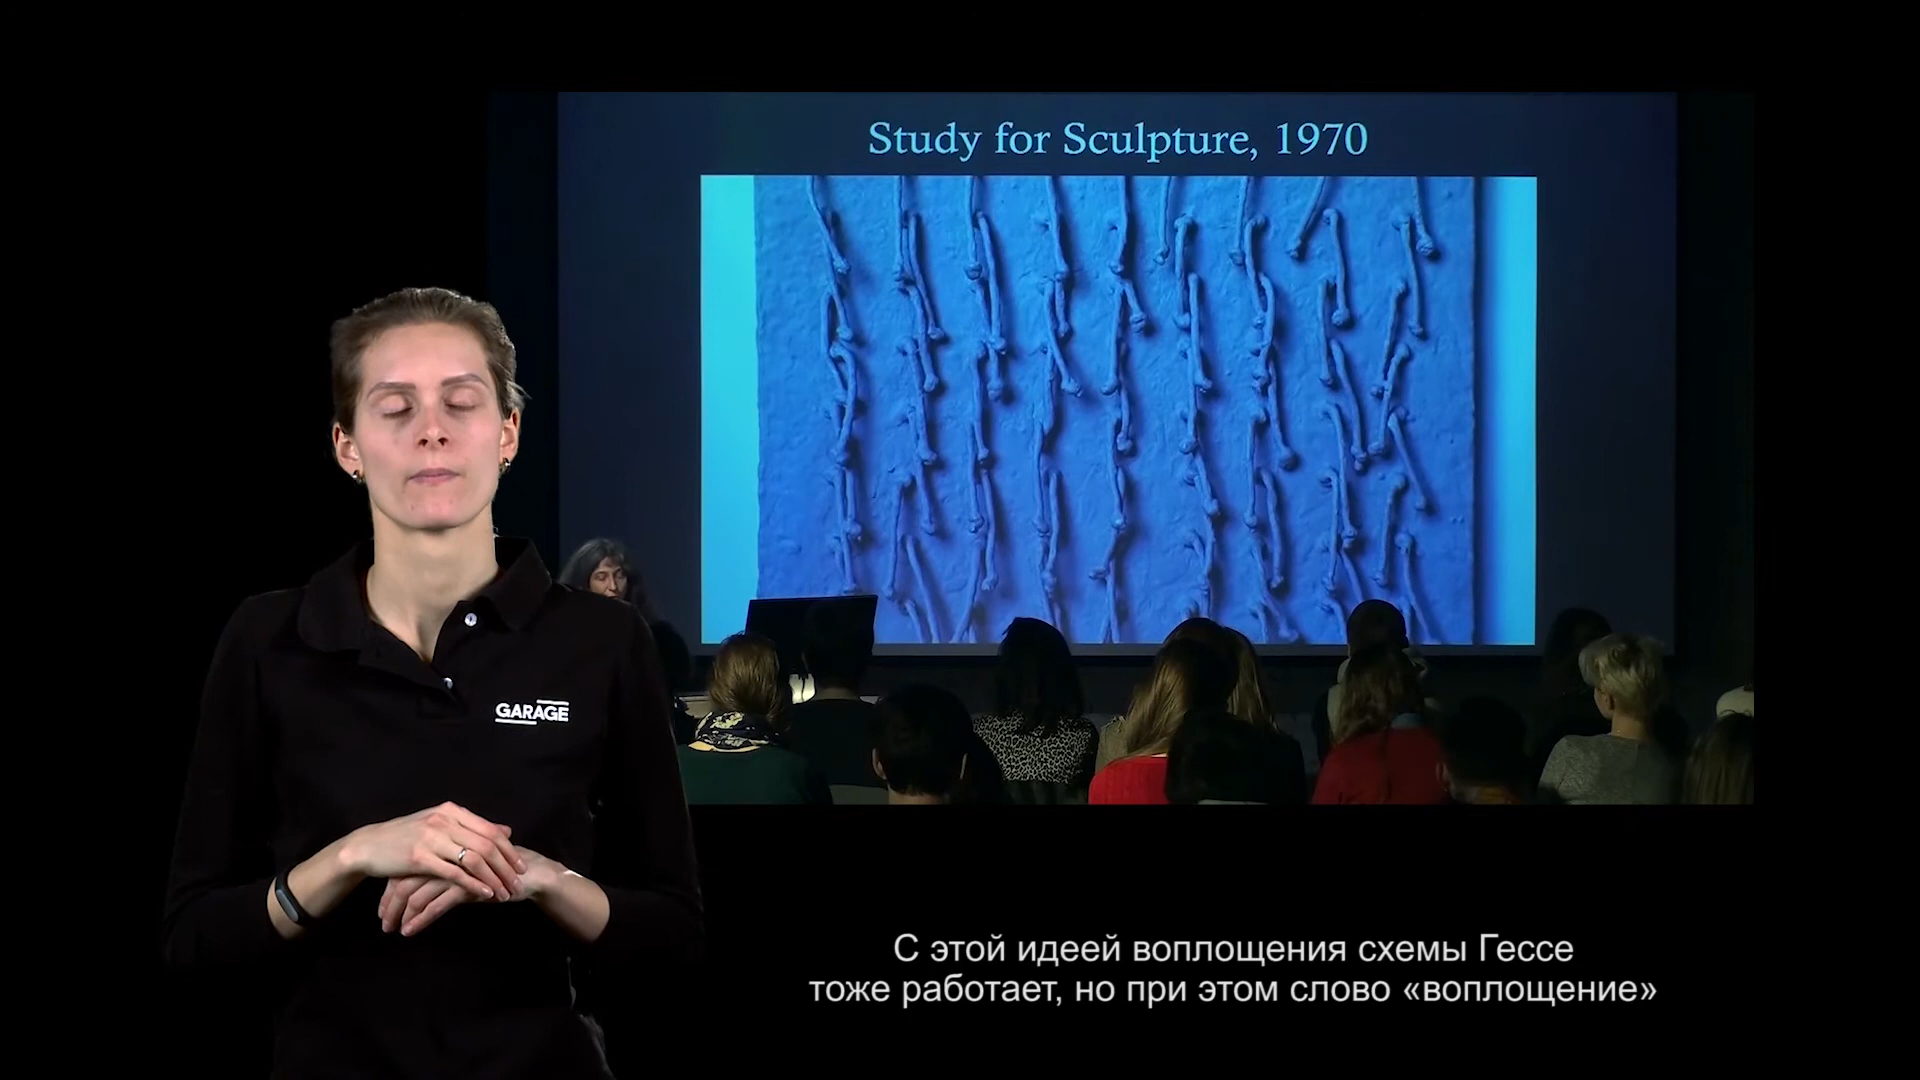 Study for Sculpture, 1970
GARAGE
С этой идеей воплощения схемы Гессе
тоже работает, но при этом слово «воплощение»